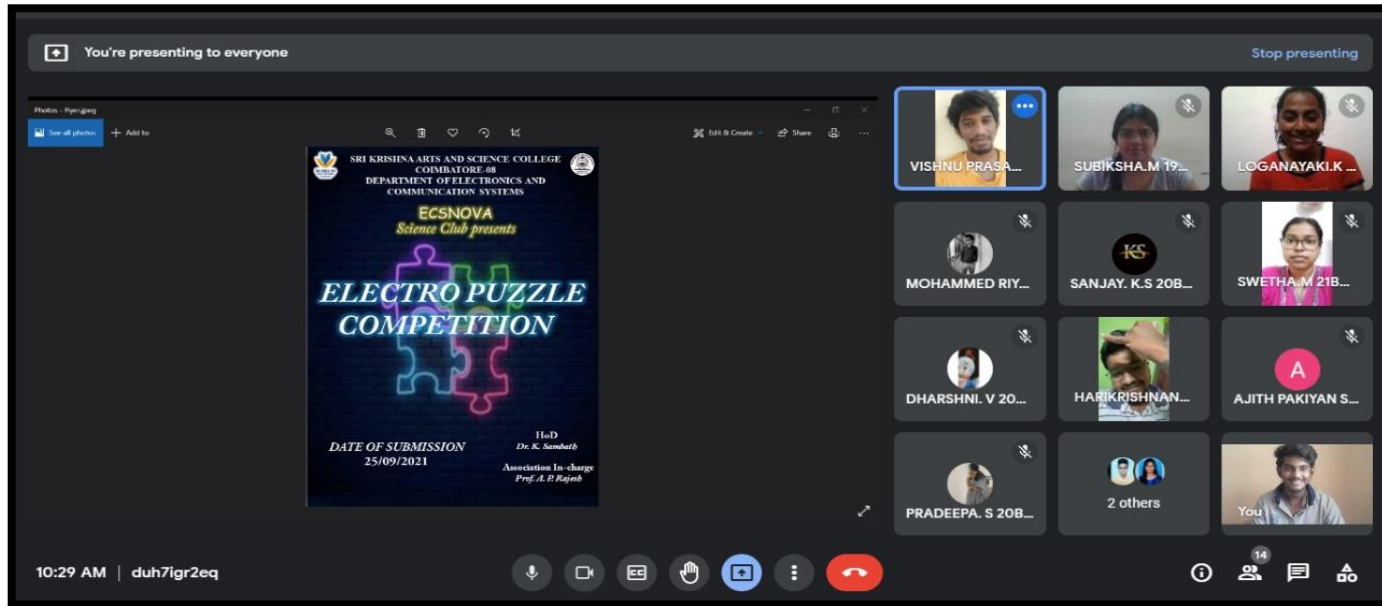 You're presenting to everyone
Stop presenting
Photos - Flyer.jpeg
See all photos
Add to
Edit & Create
Share
SRI KRISHNA ARTS AND SCIENCE COLLEGE
COIMBATORE-08
DEPARTMENT OF ELECTRONICS AND
COMMUNICATION SYSTEMS
ECSNOVA
Science Club presents
ELECTRO PUZZLE
COMPETITION
DATE OF SUBMISSION
25/09/2021
HoD
Dr. K. Sambath
Association In-charge
Prof. A. P. Rajesh
VISHNU PRASA...
SUBIKSHA.M 19...
LOGANAYAKI.K ...
MOHAMMED RIY...
KS
SANJAY. K.S 20B...
SWETHA.M 21B...
DHARSHNI. V 20...
HARIKRISHNAN...
A
AJITH PAKIYAN S...
PRADEEPA. S 20B...
2 others
You
10:29 AM | duh7igr2eq
CC
14